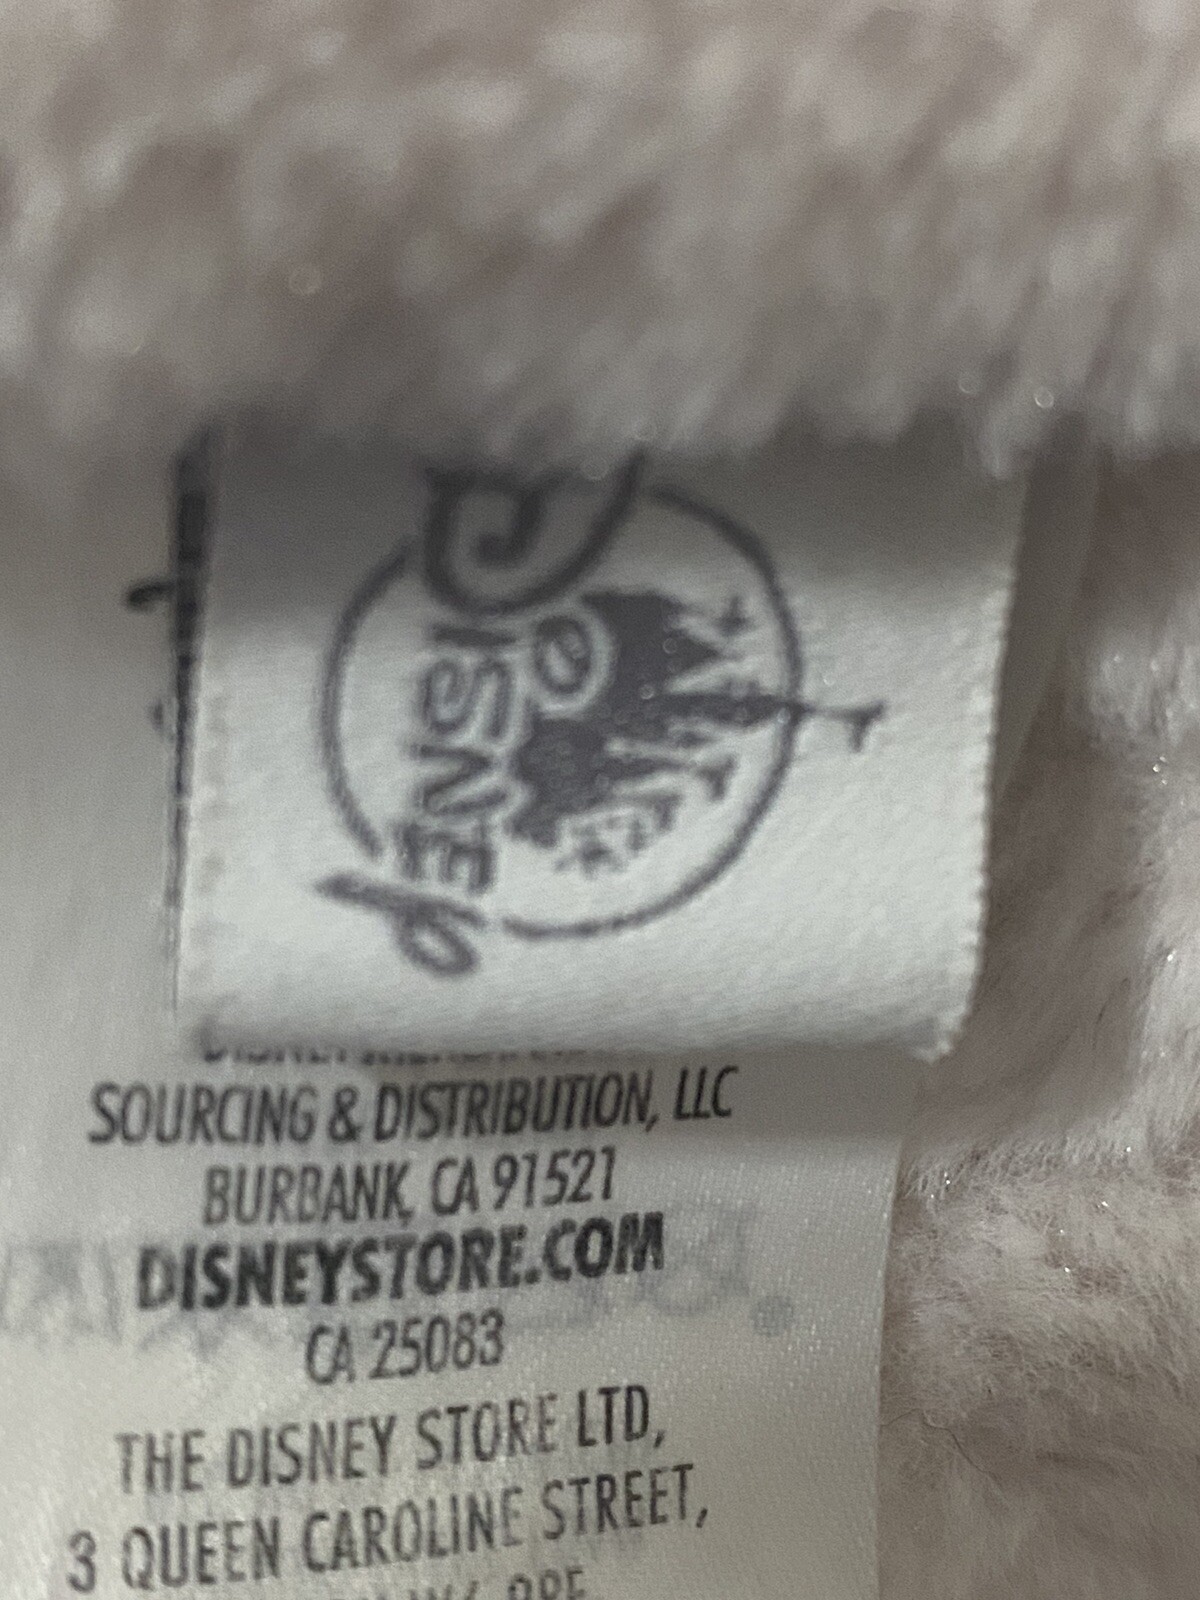 Disney
SOURCING & DISTRIBUTION, LLC
BURBANK, CA 91521
DISNEYSTORE.COM
CA 25083
THE DISNEY STORE LTD,
3 QUEEN CAROLINE STREET,